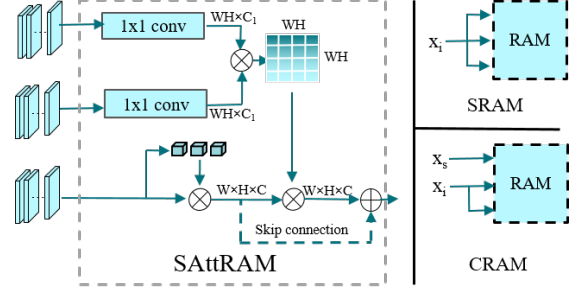 1x1 conv
WH×C1
WH
WH
1x1 conv
WH×C1
W×H×C
W×H×C
Skip connection
SAttRAM
xi
RAM
SRAM
xs
xi
RAM
CRAM